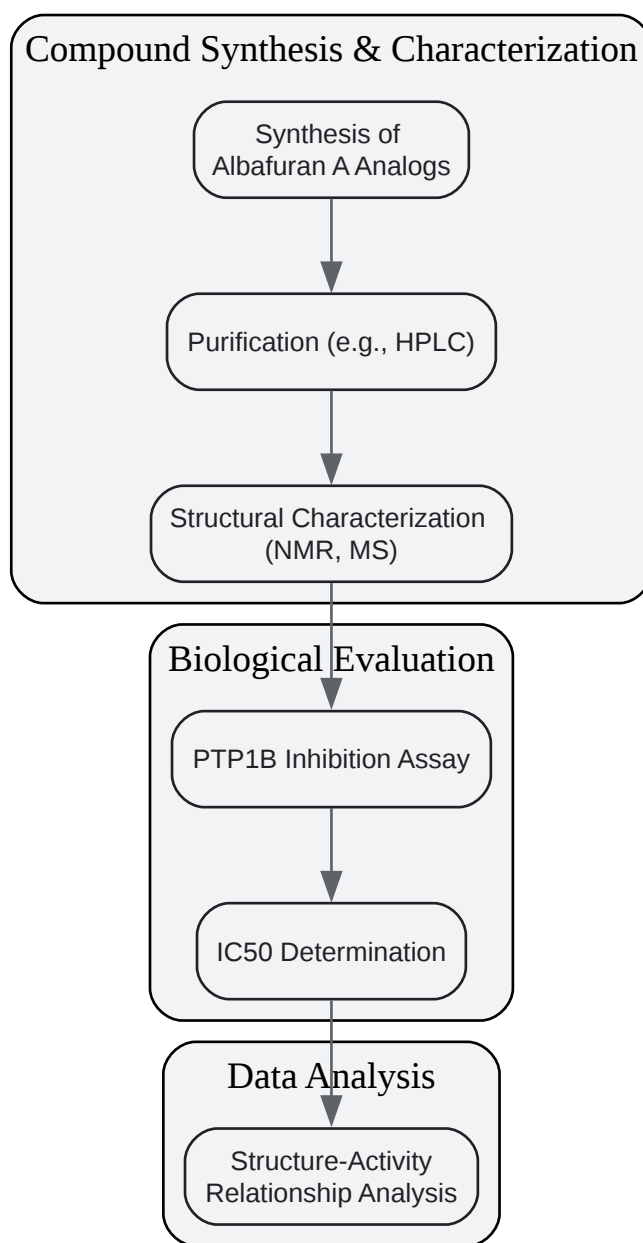 Compound Synthesis & Characterization
Synthesis of
Albafuran A Analogs
Purification (e.g., HPLC)
Structural Characterization
(NMR, MS)
Biological Evaluation
PTP1B Inhibition Assay
IC50 Determination
Data Analysis
Structure-Activity
Relationship Analysis